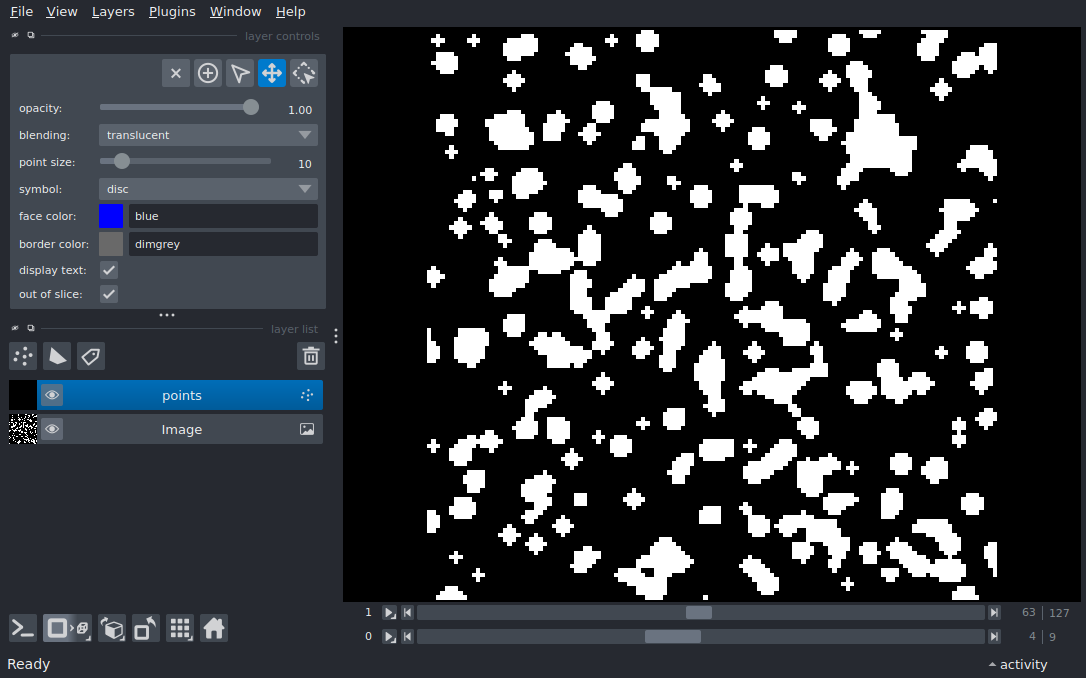 File View Layers Plugins Window Help
layer controls
opacity: 1.00
blending: translucent
point size: 10
symbol: disc
face color: blue
border color: dimgrey
display text:
out of slice:
layer list
points
Image
1 63 127
0 4 9
Ready activity